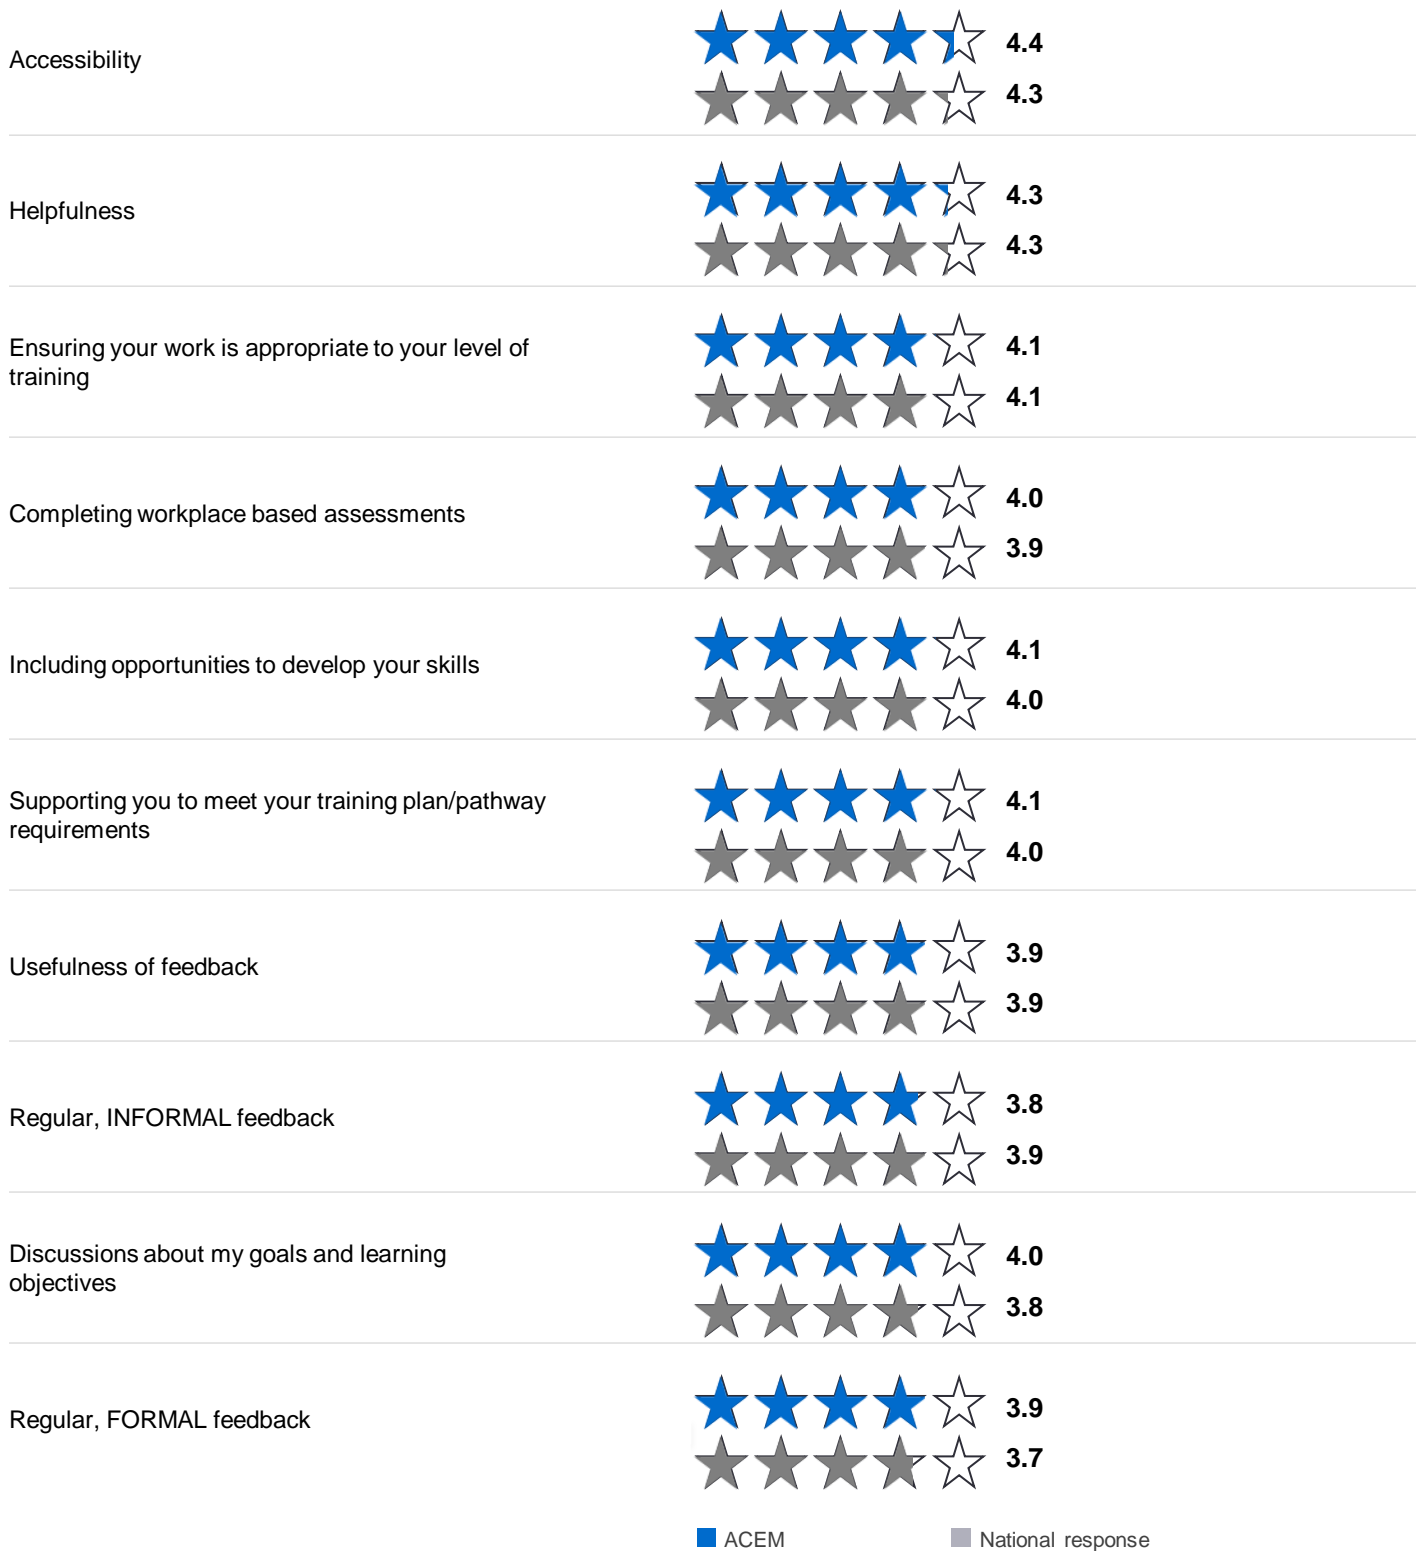 Accessibility
4.4
4.3
Helpfulness
4.3
4.3
Ensuring your work is appropriate to your level of
training
4.1
4.1
Completing workplace based assessments
4.0
3.9
Including opportunities to develop your skills
4.1
4.0
Supporting you to meet your training plan/pathway
requirements
4.1
4.0
Usefulness of feedback
3.9
3.9
Regular, INFORMAL feedback
3.8
3.9
Discussions about my goals and learning
objectives
4.0
3.8
Regular, FORMAL feedback
3.9
3.7
ACEM National response